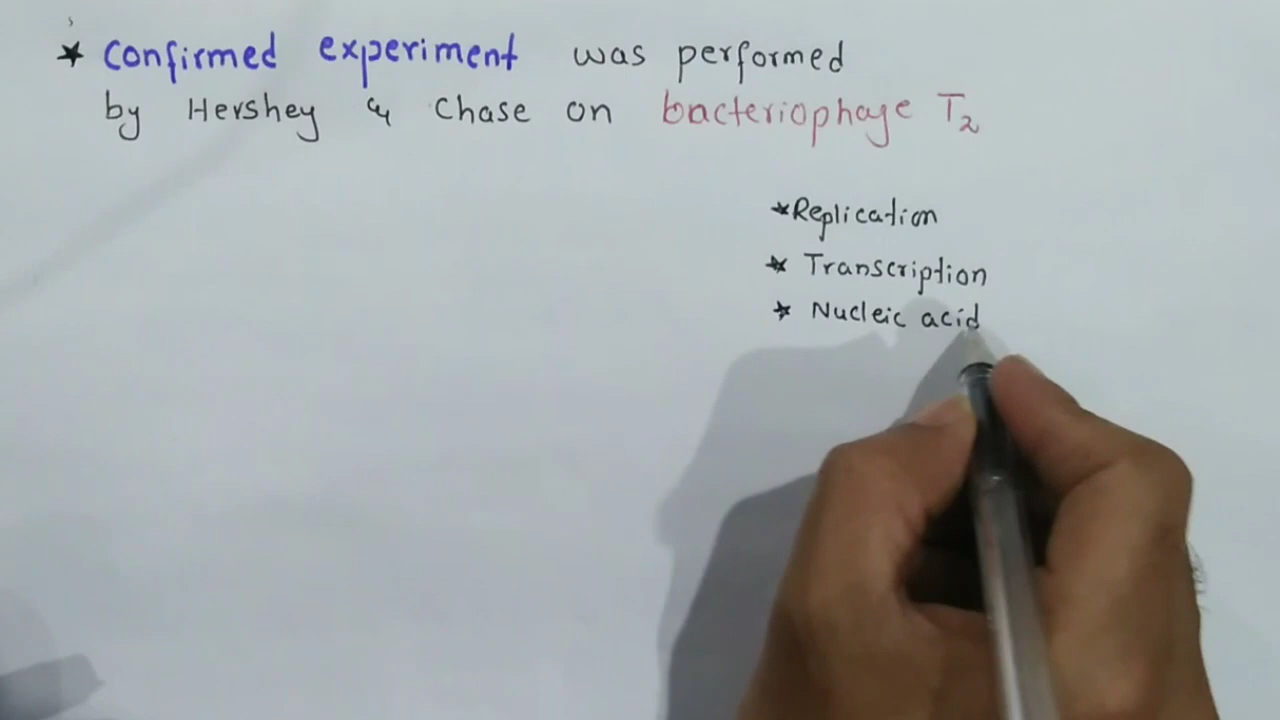 ★ Confirmed experiment was performed
by Hershey & Chase on bacteriophage T₂
★ Replication
★ Transcription
★ Nucleic acid